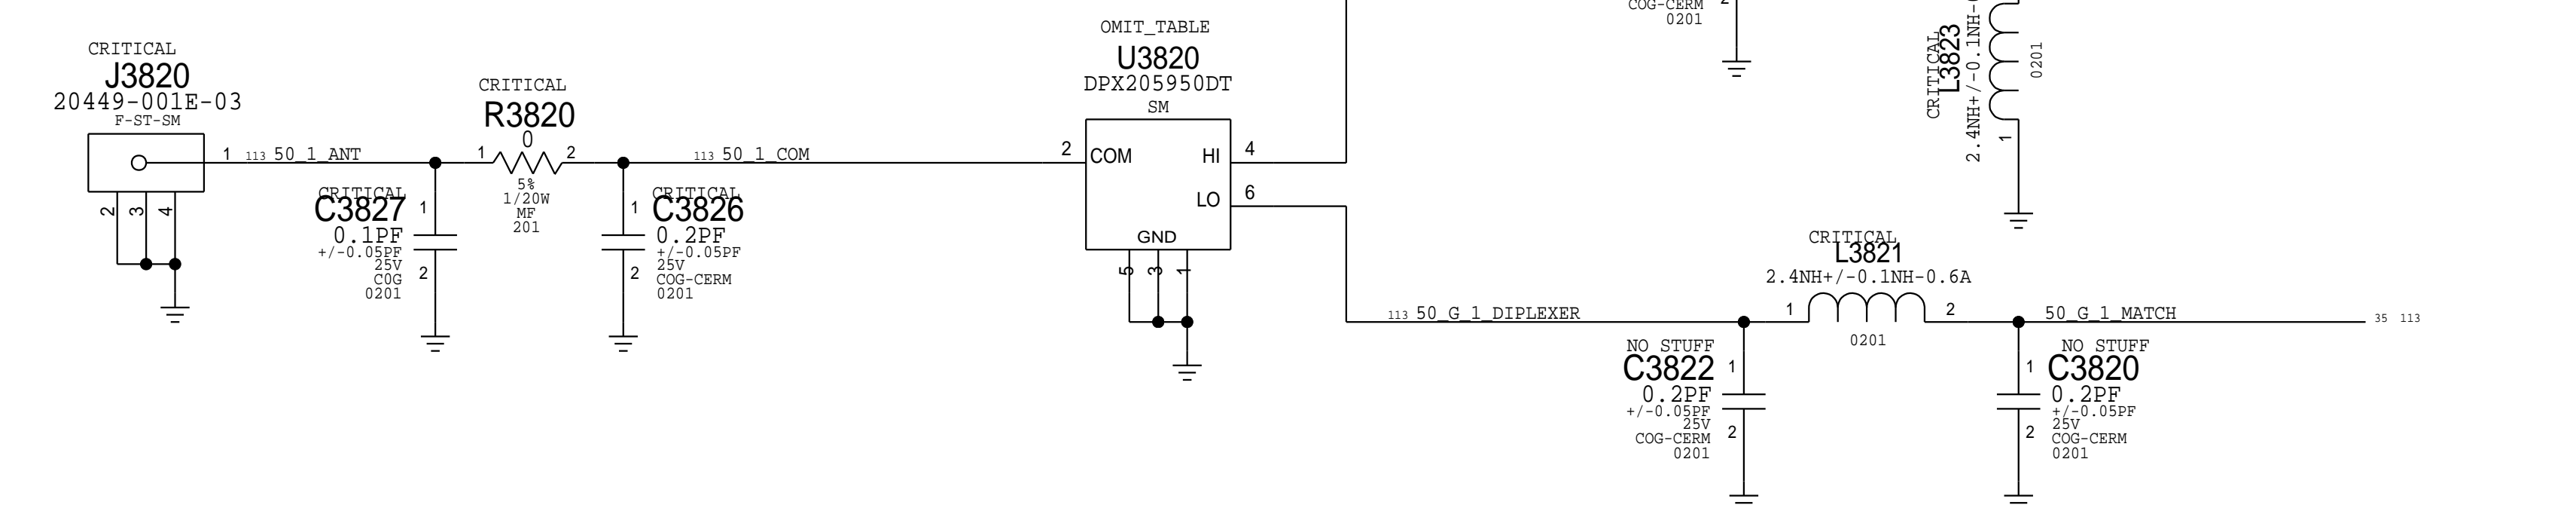 CRITICAL
J3820
20449-001E-03
F-ST-SM
1
113 50_1_ANT
2
3
4
CRITICAL
C3827
0.1PF
+/-0.05PF
25V
C0G
0201
1
2
CRITICAL
R3820
0
1
2
5%
1/20W
MF
201
CRITICAL
C3826
0.2PF
+/-0.05PF
25V
COG-CERM
0201
1
2
113 50_1_COM
OMIT_TABLE
U3820
DPX205950DT
SM
2
COM
HI
4
LO
6
GND
5
3
1
COG-CERM
0201
2
CRITICAL
L3823
2.4NH+/-0.1NH-
0201
1
113 50_G_1_DIPLEXER
CRITICAL
L3821
2.4NH+/-0.1NH-0.6A
1
2
0201
50_G_1_MATCH
35 113
NO STUFF
C3822
0.2PF
+/-0.05PF
25V
COG-CERM
0201
1
2
NO STUFF
C3820
0.2PF
+/-0.05PF
25V
COG-CERM
0201
1
2